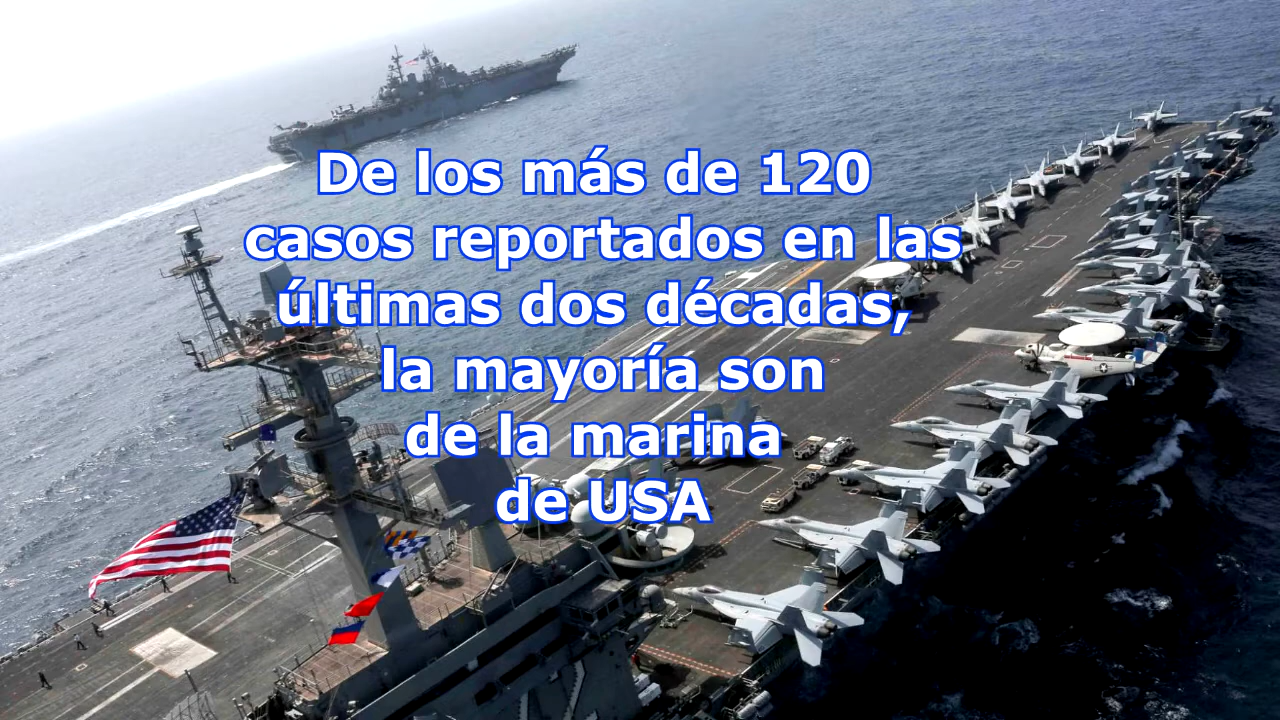 De los más de 120
casos reportados en las
últimas dos décadas,
la mayoría son
de la marina
de USA